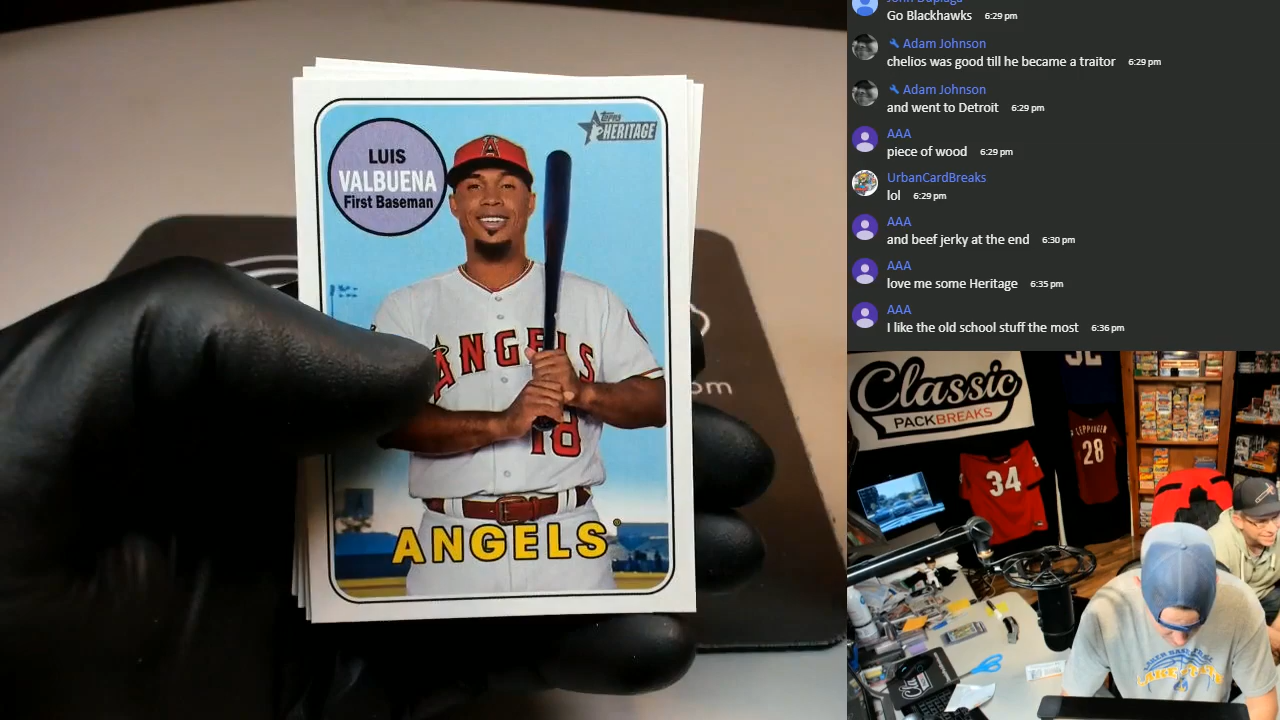 LUIS
VALBUENA
First Baseman
TOPPS
HERITAGE
ANGELS
18
ANGELS
om
Go Blackhawks 6:29 pm
Adam Johnson
chelios was good till he became a traitor 6:29 pm
Adam Johnson
and went to Detroit 6:29 pm
AAA
piece of wood 6:29 pm
UrbanCardBreaks
lol 6:29 pm
AAA
and beef jerky at the end 6:30 pm
AAA
love me some Heritage 6:35 pm
AAA
I like the old school stuff the most 6:36 pm
Classic
PACKBREAKS
34
28